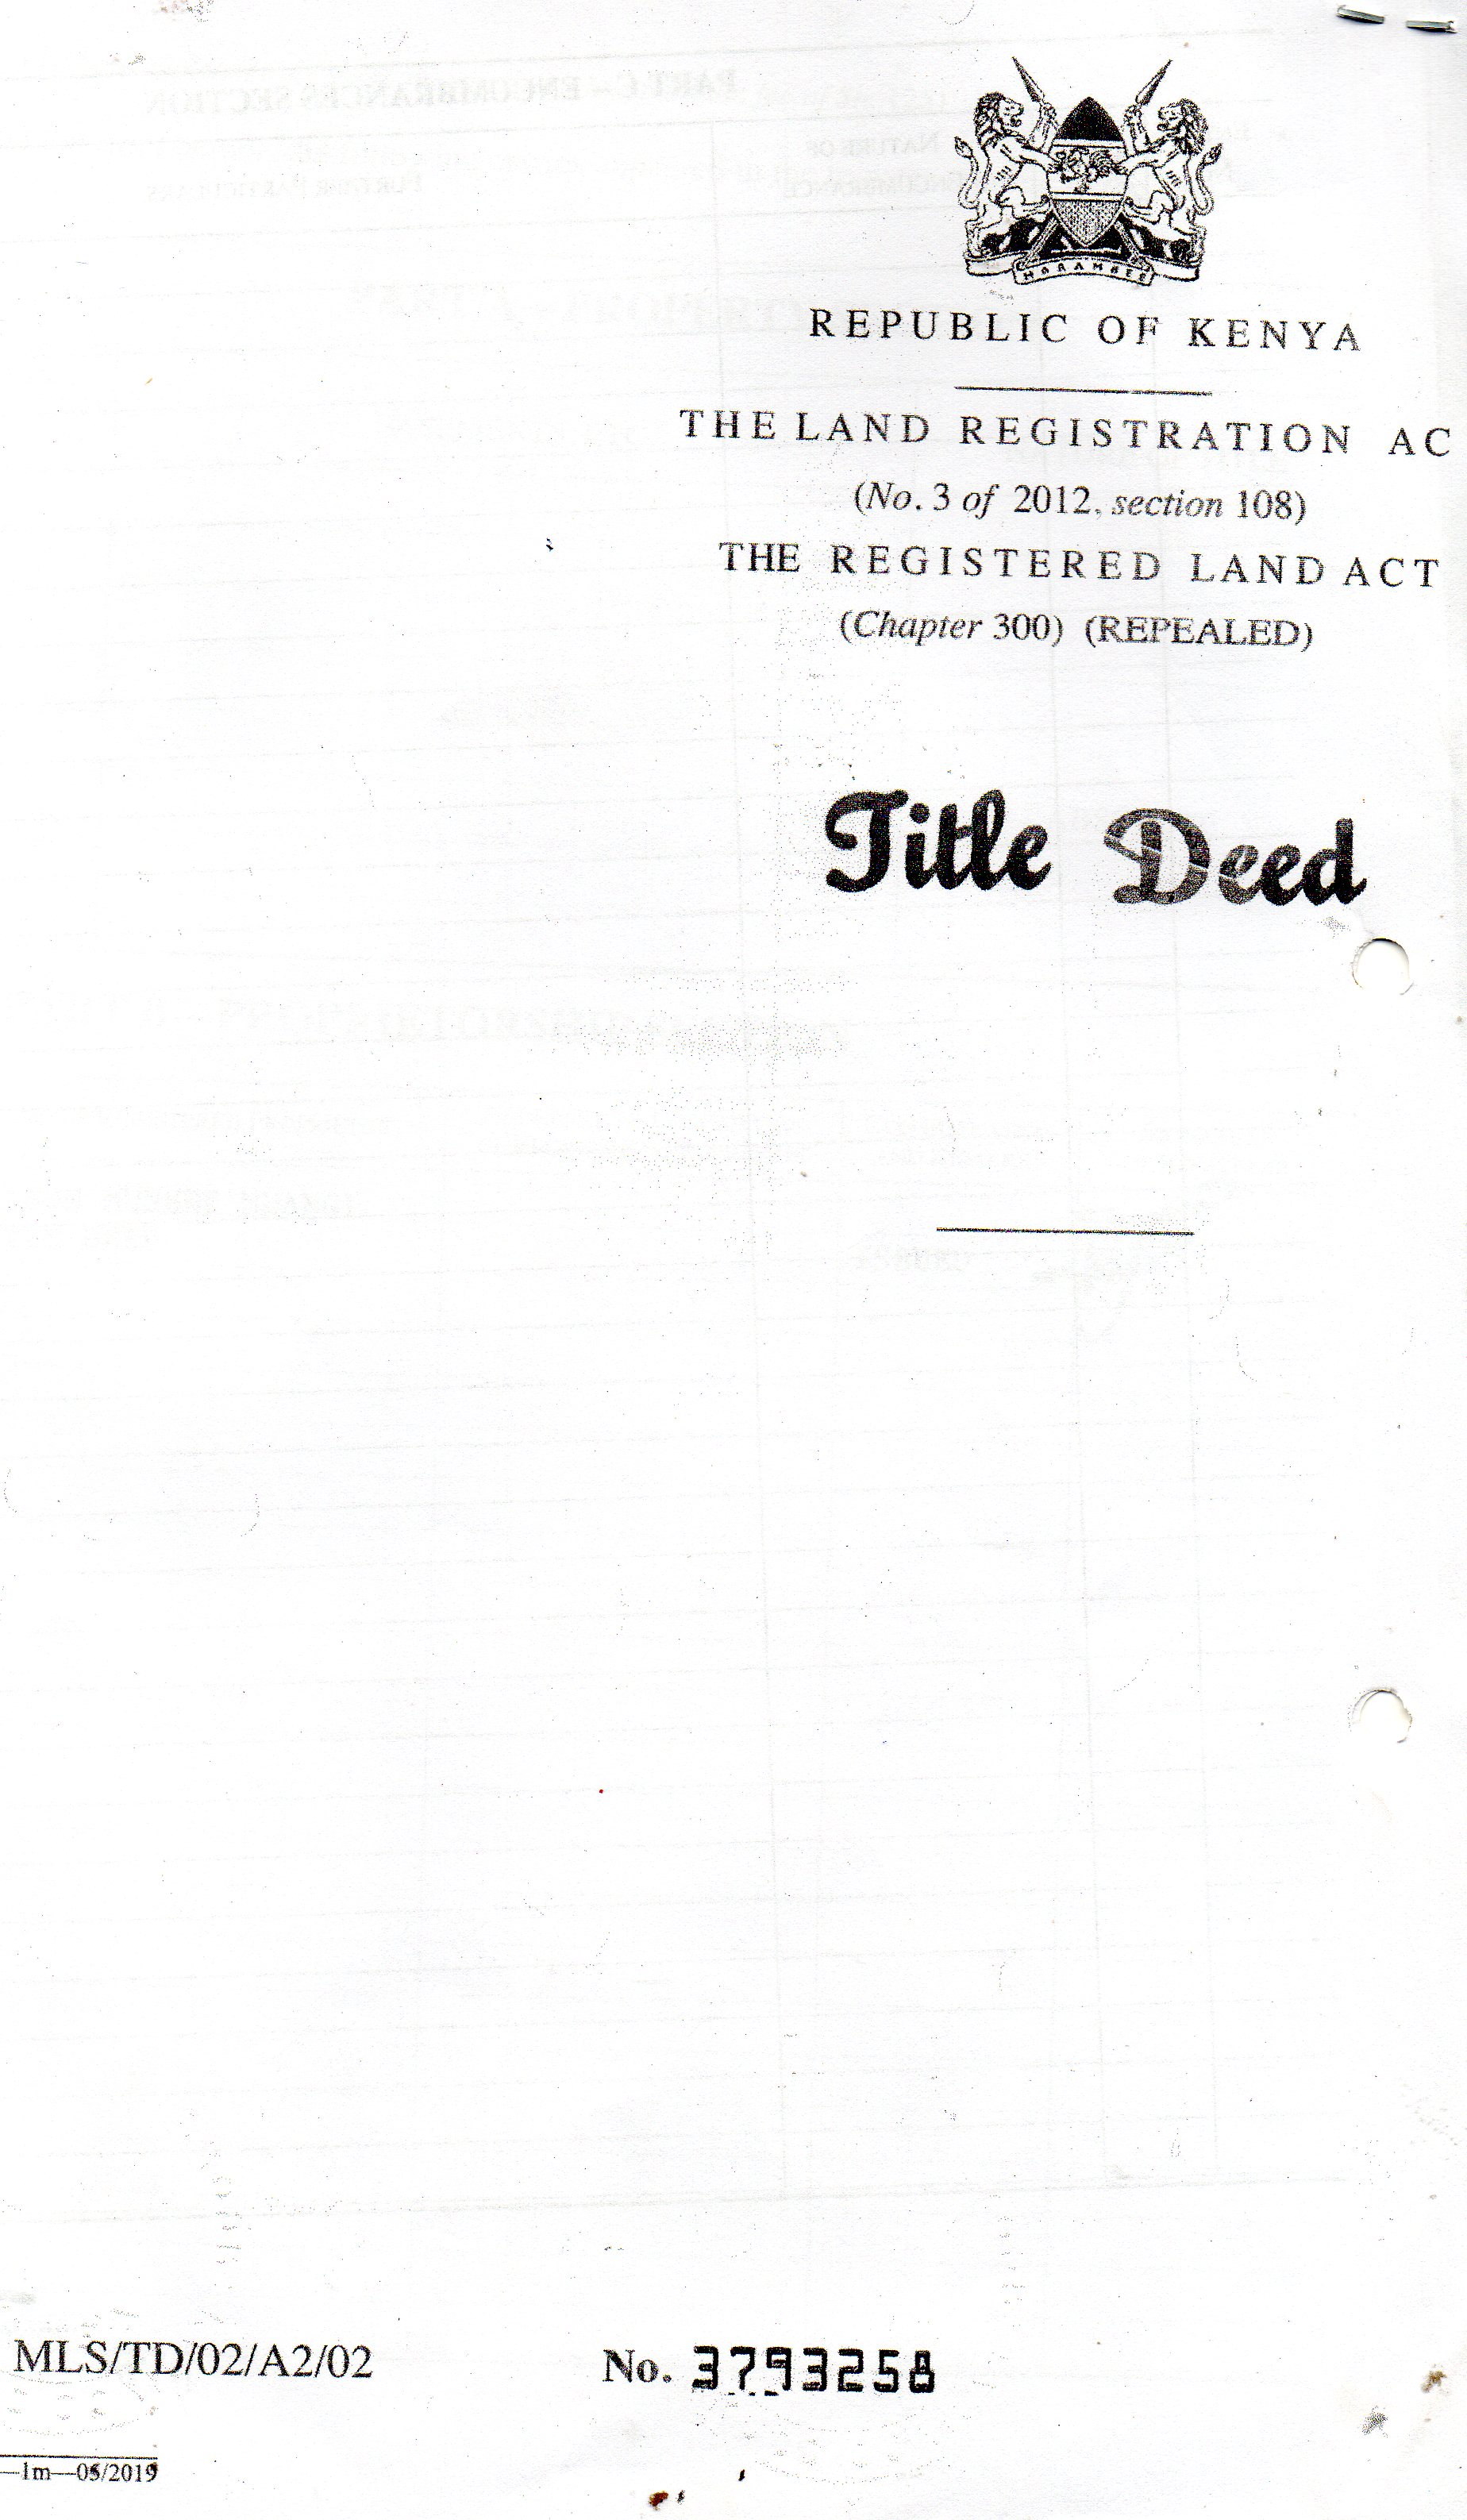 HARAMBEE
REPUBLIC OF KENYA
THE LAND REGISTRATION AC
(No. 3 of 2012, section 108)
THE REGISTERED LAND ACT
(Chapter 300) (REPEALED)
Title Deed
MLS/TD/02/A2/02 No. 3793258
—1m—05/2019